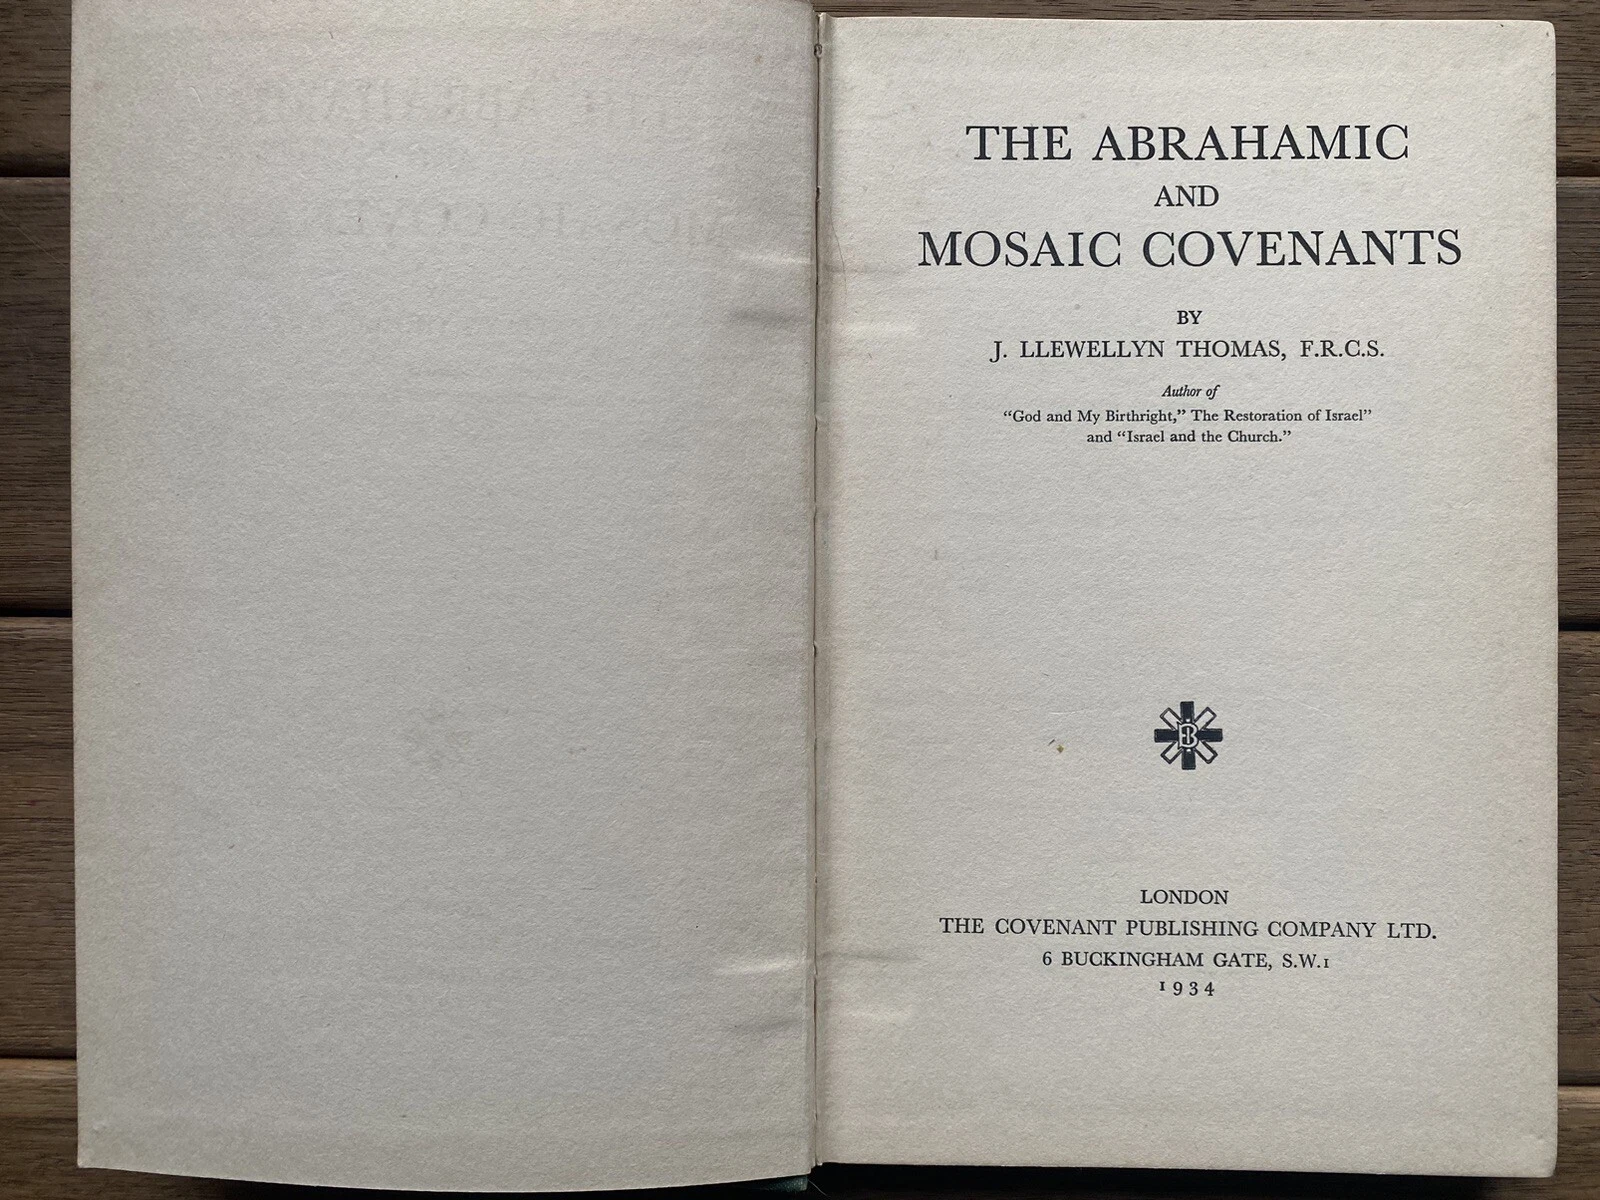 THE ABRAHAMIC
AND
MOSAIC COVENANTS
BY
J. LLEWELLYN THOMAS, F.R.C.S.
Author of
“God and My Birthright,” The Restoration of Israel”
and “Israel and the Church.”
B
LONDON
THE COVENANT PUBLISHING COMPANY LTD.
6 BUCKINGHAM GATE, S.W.1
1934